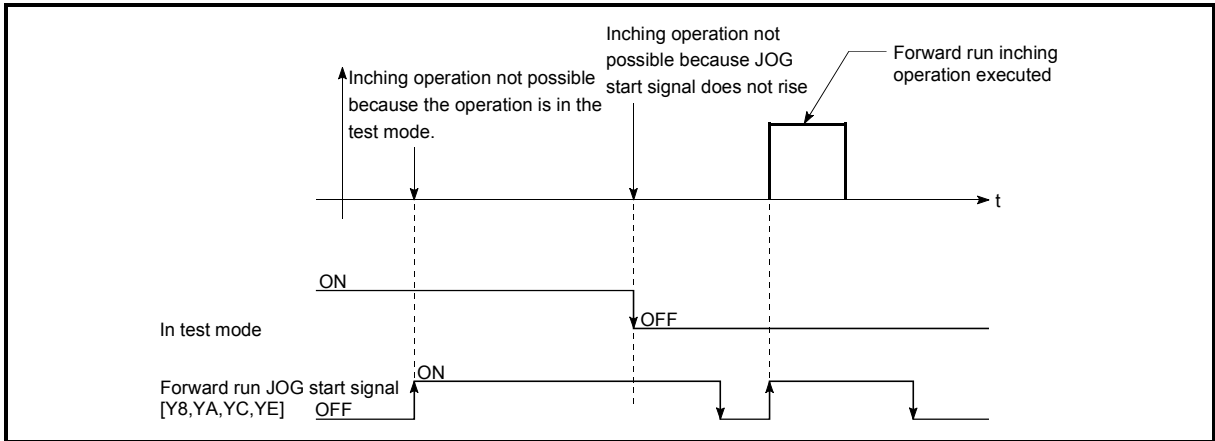 Inching operation not possible
because the operation is in the
test mode.
Inching operation not
possible because JOG
start signal does not rise
Forward run inching
operation executed
t
ON
In test mode
OFF
ON
Forward run JOG start signal
[Y8,YA,YC,YE]
OFF